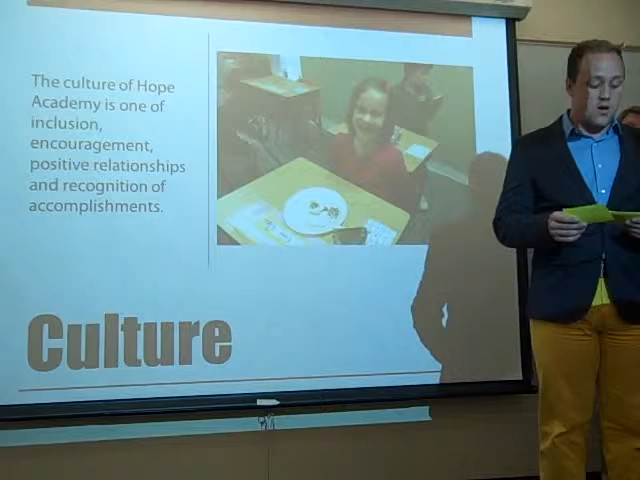 The culture of Hope
Academy is one of
inclusion,
encouragement,
positive relationships
and recognition of
accomplishments.
Culture